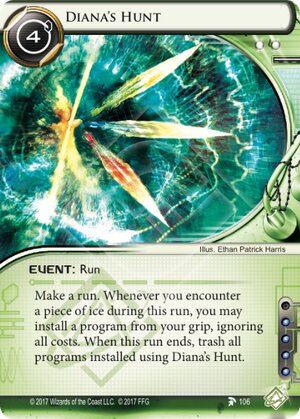 4
Diana's Hunt
Illus. Ethan Patrick Harris
EVENT: Run
Make a run. Whenever you encounter
a piece of ice during this run, you may
install a program from your grip, ignoring
all costs. When this run ends, trash all
programs installed using Diana's Hunt.
© 2017 Wizards of the Coast LLC. © 2017 FFG
106